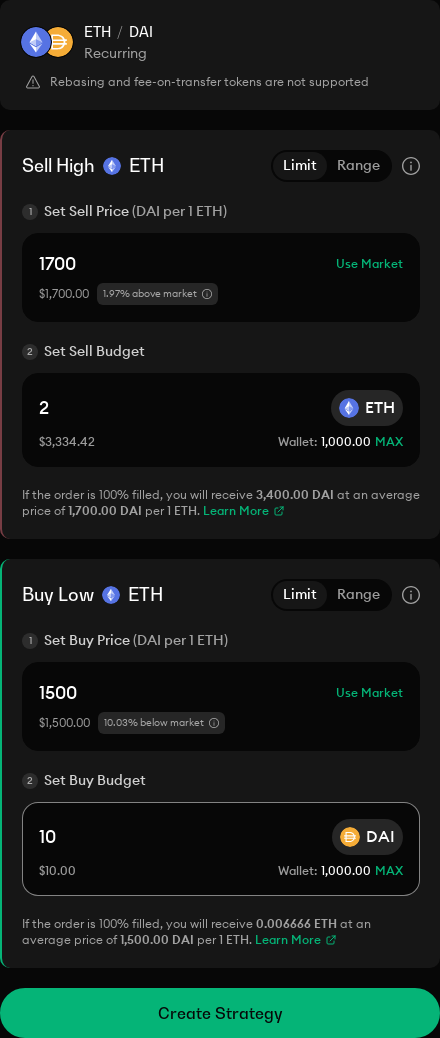 ETH / DAI
Recurring
Rebasing and fee-on-transfer tokens are not supported
Sell High ETH Limit Range
1 Set Sell Price (DAI per 1 ETH)
1700 Use Market
$1,700.00 1.97% above market
2 Set Sell Budget
2 ETH
$3,334.42 Wallet: 1,000.00 MAX
If the order is 100% filled, you will receive 3,400.00 DAI at an average
price of 1,700.00 DAI per 1 ETH. Learn More
Buy Low ETH Limit Range
1 Set Buy Price (DAI per 1 ETH)
1500 Use Market
$1,500.00 10.03% below market
2 Set Buy Budget
10 DAI
$10.00 Wallet: 1,000.00 MAX
If the order is 100% filled, you will receive 0.006666 ETH at an
average price of 1,500.00 DAI per 1 ETH. Learn More
Create Strategy